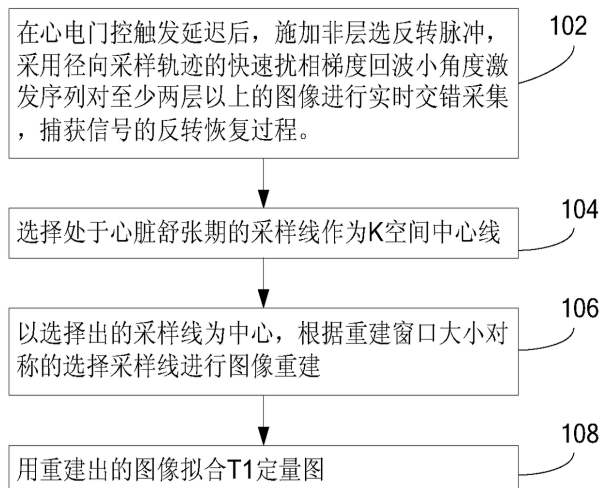 在心电门控触发延迟后，施加非层选反转脉冲，
采用径向采样轨迹的快速扰相梯度回波小角度激
发序列对至少两层以上的图像进行实时交错采集
，捕获信号的反转恢复过程。
102
选择处于心脏舒张期的采样线作为K空间中心线
104
以选择出的采样线为中心，根据重建窗口大小对
称的选择采样线进行图像重建
106
用重建出的图像拟合T1定量图
108